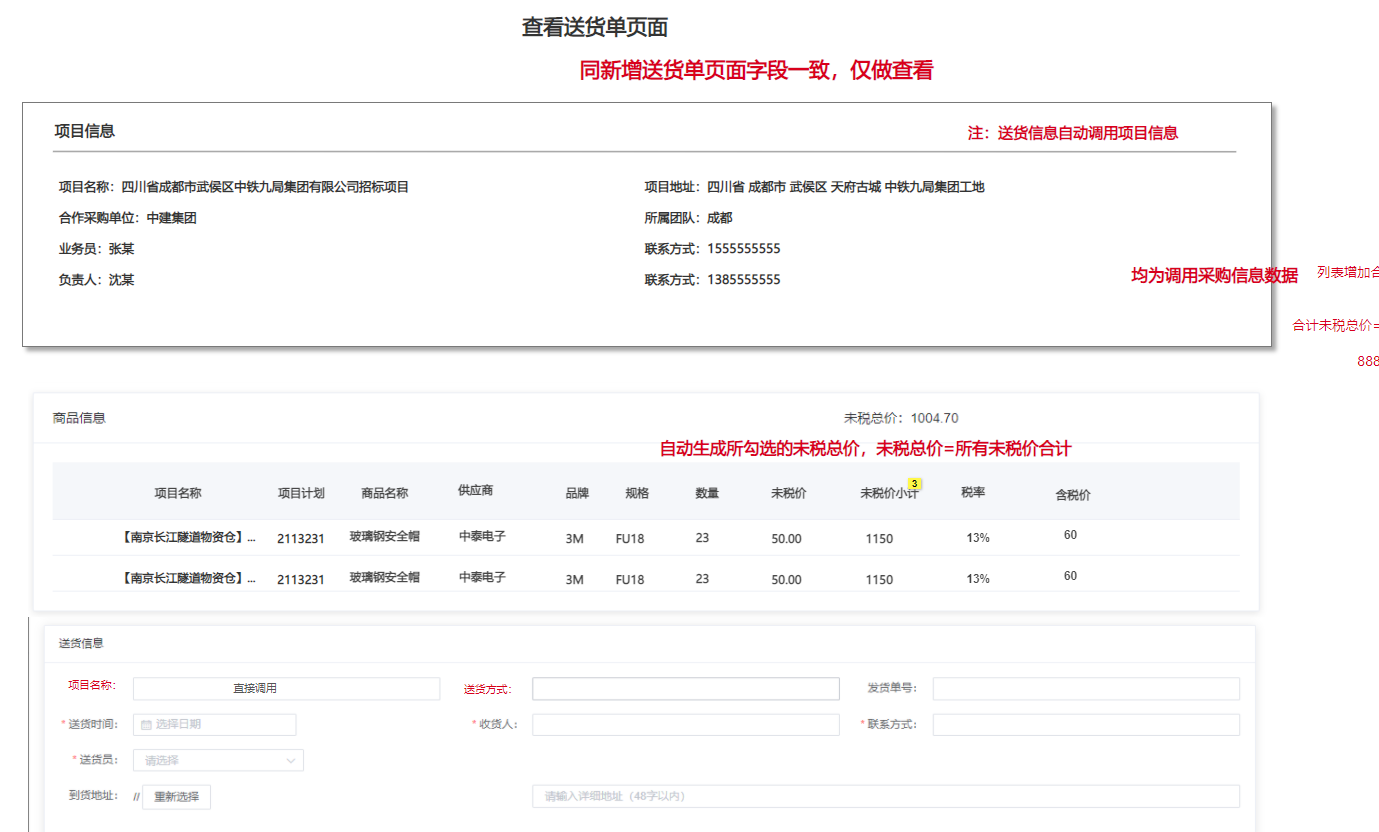 查看送货单页面
同新增送货单页面字段一致，仅做查看
项目信息
注：送货信息自动调用项目信息
项目名称：四川省成都市武侯区中铁九局集团有限公司招标项目
项目地址：四川省 成都市 武侯区 天府古城 中铁九局集团工地
合作采购单位：中建集团
所属团队：成都
业务员：张某
联系方式：1555555555
负责人：沈某
联系方式：1385555555
均为调用采购信息数据
列表增加合
合计未税总价=
888
商品信息
未税总价：1004.70
自动生成所勾选的未税总价，未税总价=所有未税价合计
项目名称 项目计划 商品名称 供应商 品牌 规格 数量 未税价 未税价小计 3 税率 含税价
【南京长江隧道物资仓】... 2113231 玻璃钢安全帽 中泰电子 3M FU18 23 50.00 1150 13% 60
【南京长江隧道物资仓】... 2113231 玻璃钢安全帽 中泰电子 3M FU18 23 50.00 1150 13% 60
送货信息
项目名称： 直接调用 送货方式： 发货单号：
* 送货时间： 选择日期 * 收货人： * 联系方式：
* 送货员： 请选择
到货地址： // 重新选择 请输入详细地址（48字以内）